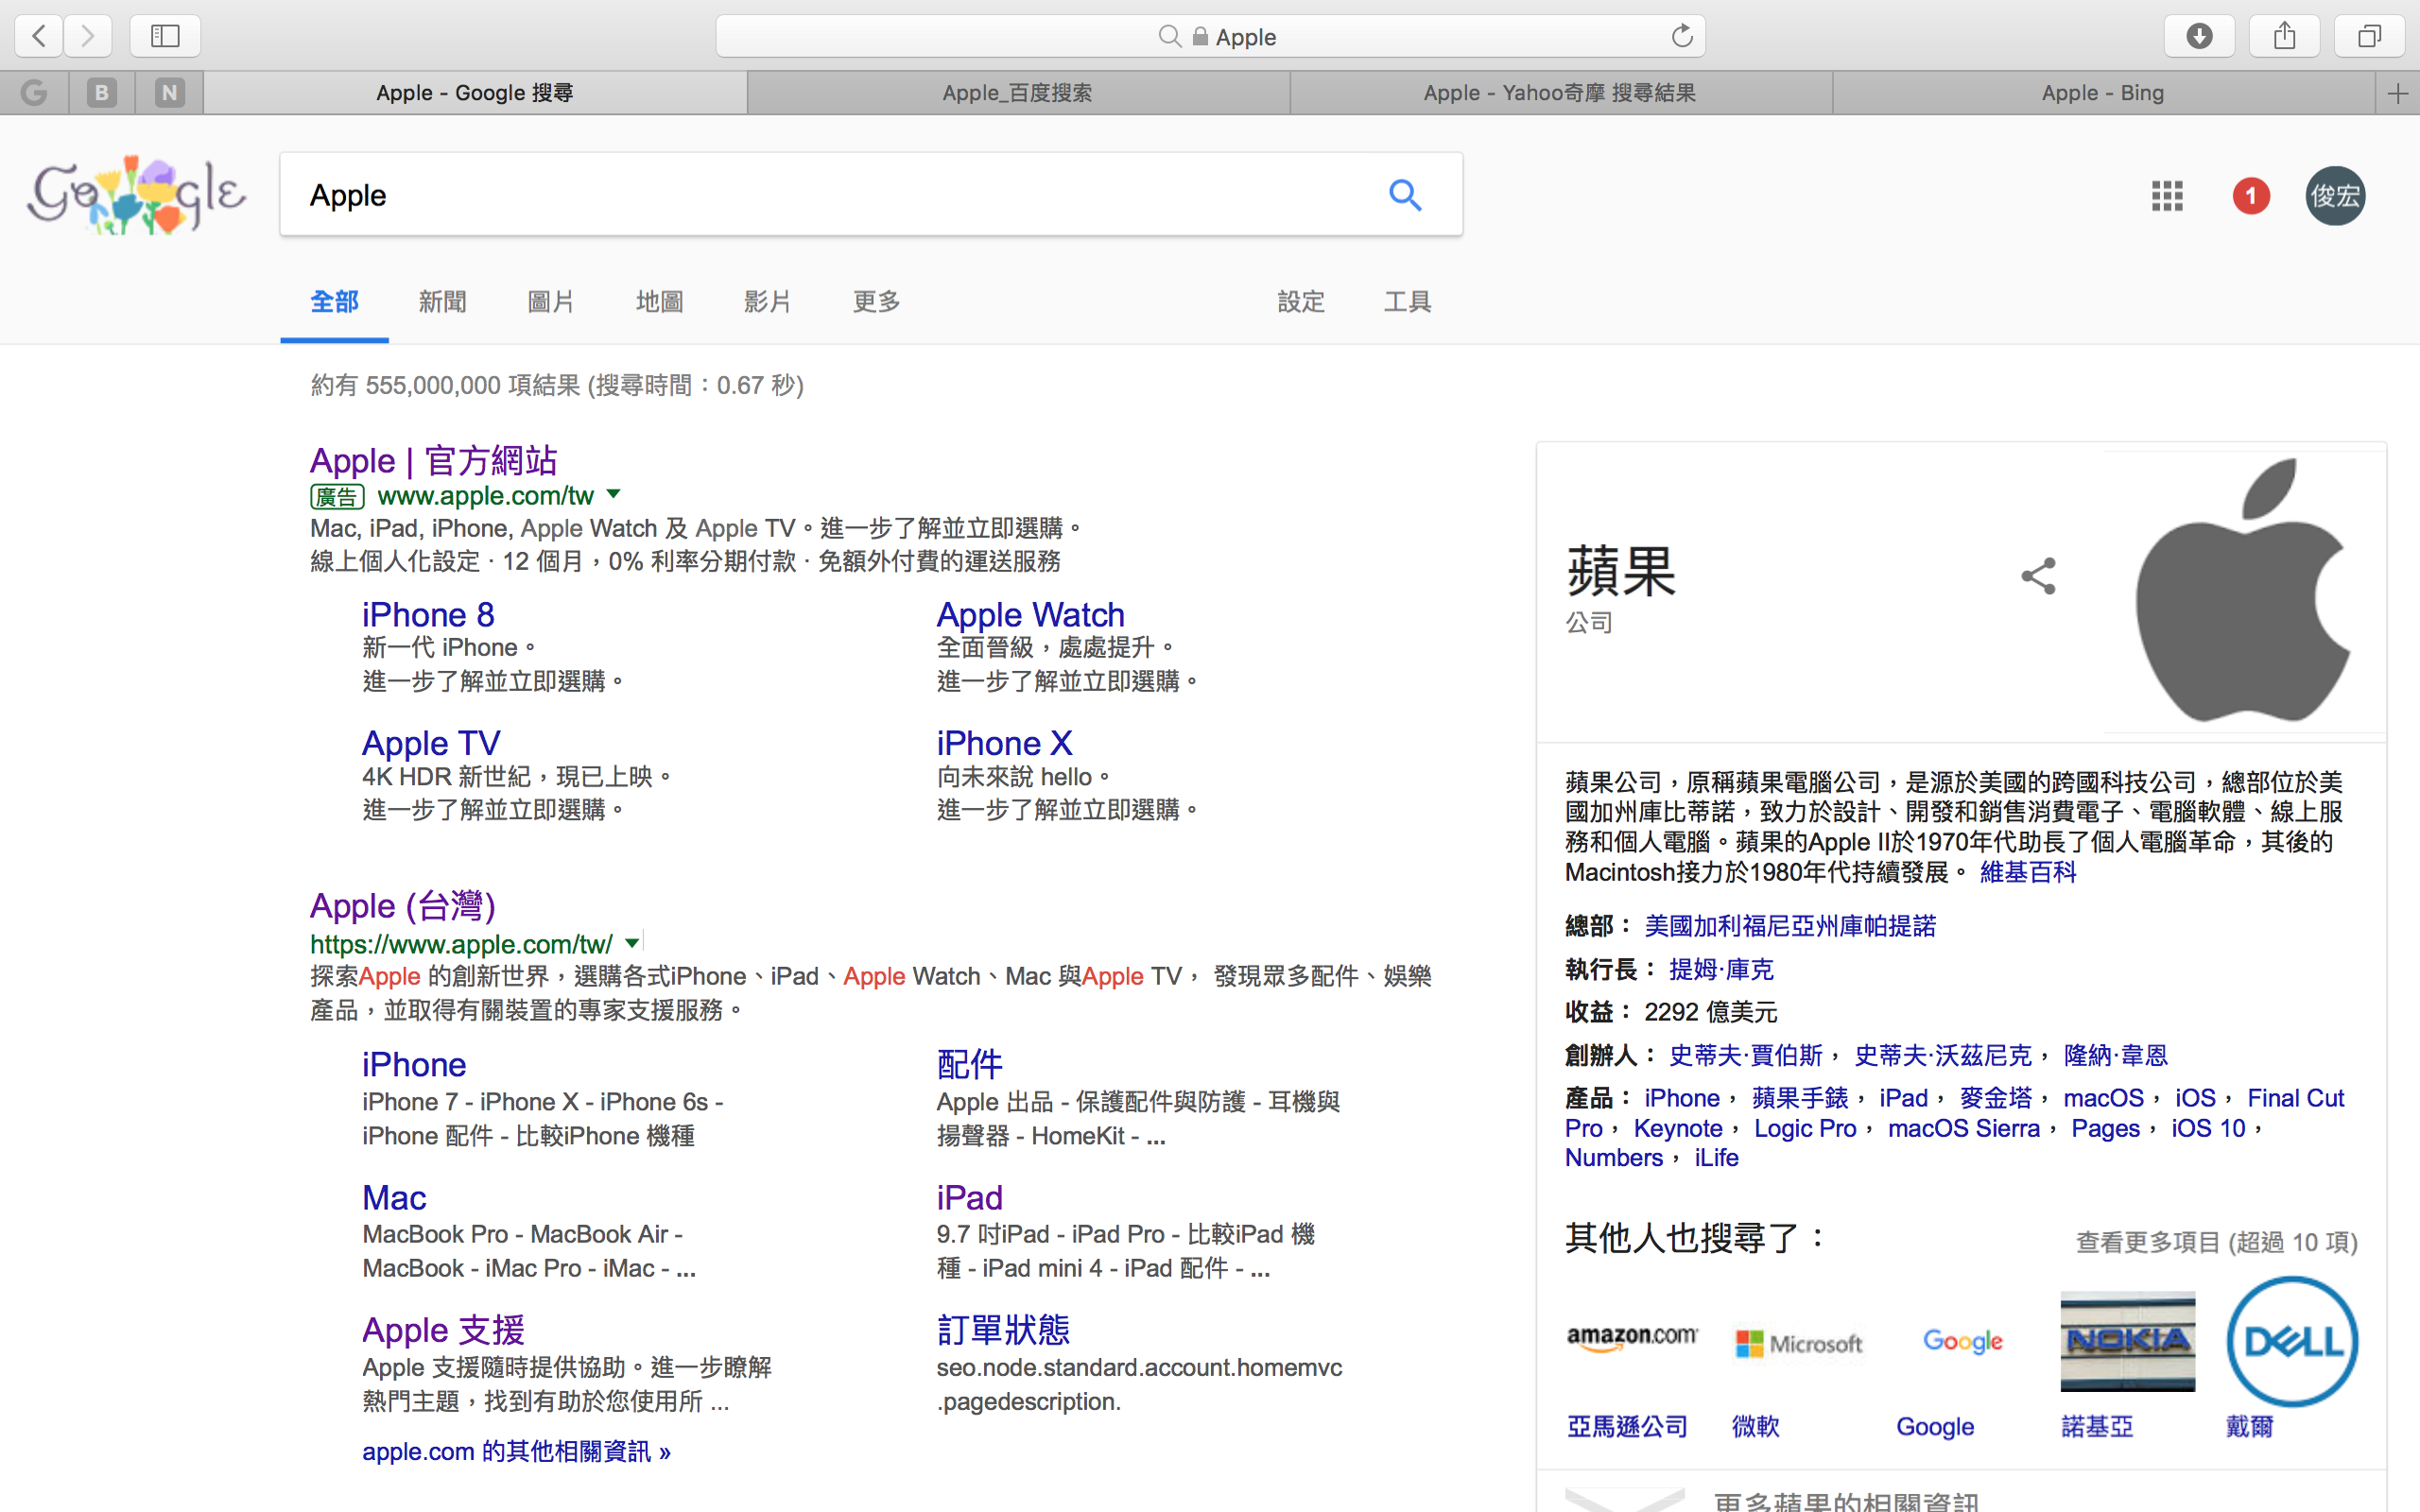 Apple
G
B
N
Apple - Google 搜尋
Apple_百度搜索
Apple - Yahoo奇摩 搜尋結果
Apple - Bing
Google
Apple
1
俊宏
全部
新聞
圖片
地圖
影片
更多
設定
工具
約有 555,000,000 項結果 (搜尋時間：0.67 秒)
Apple | 官方網站
廣告 www.apple.com/tw
Mac, iPad, iPhone, Apple Watch 及 Apple TV。進一步了解並立即選購。
線上個人化設定 · 12 個月，0% 利率分期付款 · 免額外付費的運送服務
iPhone 8
新一代 iPhone。
進一步了解並立即選購。
Apple Watch
全面晉級，處處提升。
進一步了解並立即選購。
Apple TV
4K HDR 新世紀，現已上映。
進一步了解並立即選購。
iPhone X
向未來說 hello。
進一步了解並立即選購。
Apple (台灣)
https://www.apple.com/tw/
探索Apple 的創新世界，選購各式iPhone、iPad、Apple Watch、Mac 與Apple TV， 發現眾多配件、娛樂
產品，並取得有關裝置的專家支援服務。
iPhone
iPhone 7 - iPhone X - iPhone 6s -
iPhone 配件 - 比較iPhone 機種
配件
Apple 出品 - 保護配件與防護 - 耳機與
揚聲器 - HomeKit - ...
Mac
MacBook Pro - MacBook Air -
MacBook - iMac Pro - iMac - ...
iPad
9.7 吋iPad - iPad Pro - 比較iPad 機
種 - iPad mini 4 - iPad 配件 - ...
Apple 支援
Apple 支援隨時提供協助。進一步瞭解
熱門主題，找到有助於您使用所 ...
訂單狀態
seo.node.standard.account.homemvc
.pagedescription.
apple.com 的其他相關資訊 »
蘋果
公司
蘋果公司，原稱蘋果電腦公司，是源於美國的跨國科技公司，總部位於美
國加州庫比蒂諾，致力於設計、開發和銷售消費電子、電腦軟體、線上服
務和個人電腦。蘋果的Apple II於1970年代助長了個人電腦革命，其後的
Macintosh接力於1980年代持續發展。 維基百科
總部： 美國加利福尼亞州庫帕提諾
執行長： 提姆·庫克
收益： 2292 億美元
創辦人： 史蒂夫·賈伯斯， 史蒂夫·沃茲尼克， 隆納·韋恩
產品： iPhone， 蘋果手錶， iPad， 麥金塔， macOS， iOS， Final Cut
Pro， Keynote， Logic Pro， macOS Sierra， Pages， iOS 10，
Numbers， iLife
其他人也搜尋了：
查看更多項目 (超過 10 項)
amazon.com
Microsoft
Google
NOKIA
DELL
亞馬遜公司
微軟
Google
諾基亞
戴爾
更多蘋果的相關資訊